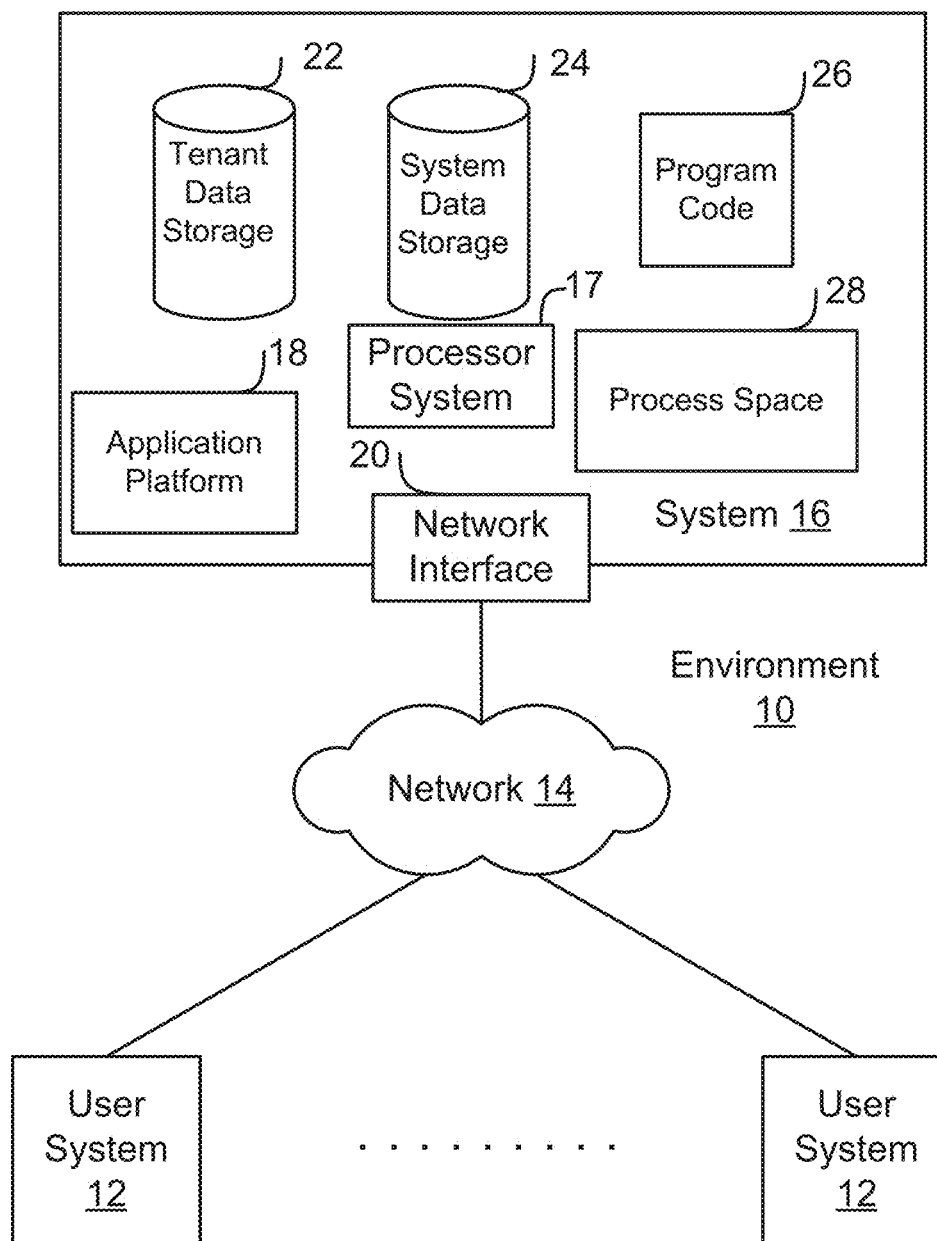 22
24
26
Tenant
Data
Storage
System
Data
Storage
Program
Code
17
28
18
Processor
System
Process Space
Application
Platform
20
Network
Interface
System 16
Environment
10
Network 14
User
System
12
. . . . . . . . .
User
System
12